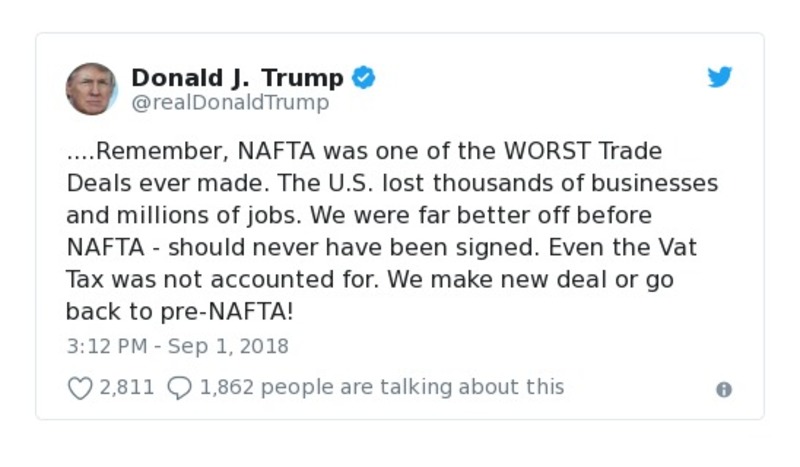 Donald J. Trump
@realDonaldTrump
....Remember, NAFTA was one of the WORST Trade
Deals ever made. The U.S. lost thousands of businesses
and millions of jobs. We were far better off before
NAFTA - should never have been signed. Even the Vat
Tax was not accounted for. We make new deal or go
back to pre-NAFTA!
3:12 PM - Sep 1, 2018
2,811 1,862 people are talking about this